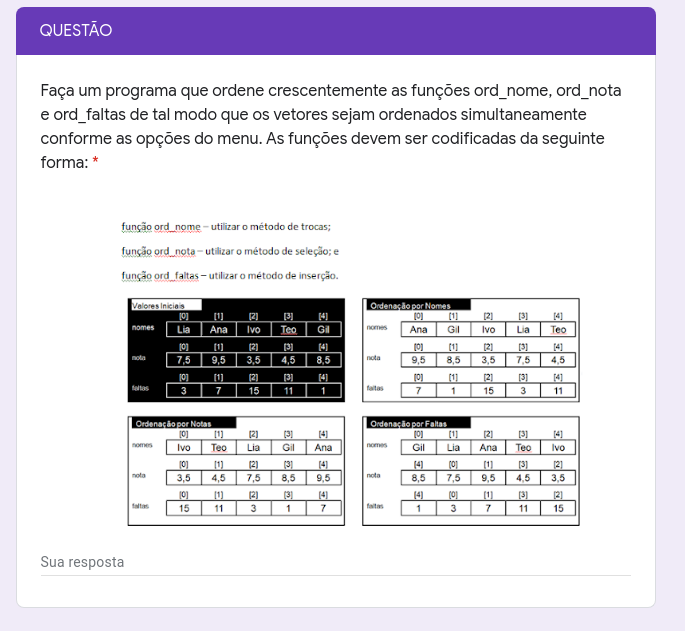 QUESTÃO
Faça um programa que ordene crescentemente as funções ord_nome, ord_nota
e ord_faltas de tal modo que os vetores sejam ordenados simultaneamente
conforme as opções do menu. As funções devem ser codificadas da seguinte
forma: *
função ord_nome – utilizar o método de trocas;
função ord_nota – utilizar o método de seleção; e
função ord_faltas – utilizar o método de inserção.
Valores Iniciais
[0] [1] [2] [3] [4]
nomes Lia Ana Ivo Teo Gil
[0] [1] [2] [3] [4]
nota 7,5 9,5 3,5 4,5 8,5
[0] [1] [2] [3] [4]
faltas 3 7 15 11 1
Ordenação por Nomes
[0] [1] [2] [3] [4]
nomes Ana Gil Ivo Lia Teo
[0] [1] [2] [3] [4]
nota 9,5 8,5 3,5 7,5 4,5
[0] [1] [2] [3] [4]
faltas 7 1 15 3 11
Ordenação por Notas
[0] [1] [2] [3] [4]
nomes Ivo Teo Lia Gil Ana
[0] [1] [2] [3] [4]
nota 3,5 4,5 7,5 8,5 9,5
[0] [1] [2] [3] [4]
faltas 15 11 3 1 7
Ordenação por Faltas
[0] [1] [2] [3] [4]
nomes Gil Lia Ana Teo Ivo
[4] [0] [1] [3] [2]
nota 8,5 7,5 9,5 4,5 3,5
[4] [0] [1] [3] [2]
faltas 1 3 7 11 15
Sua resposta